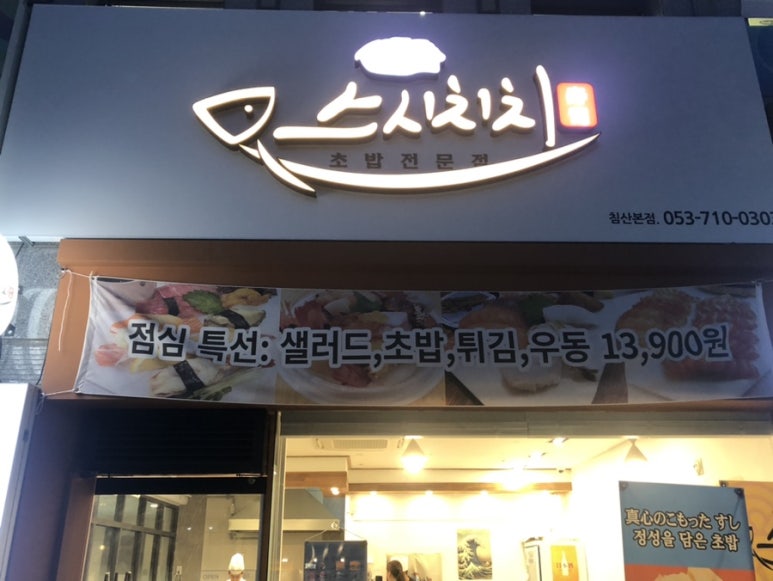 스시치치
초밥전문점
침산본점. 053-710-0307
점심 특선: 샐러드,초밥,튀김,우동 13,900원
真心のこもった すし
정성을 담은 초밥